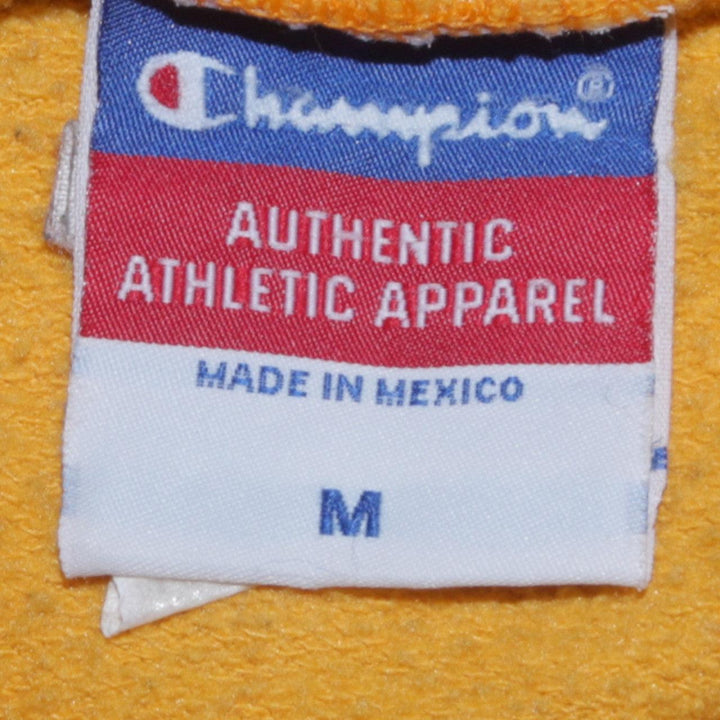 Champion®
AUTHENTIC
ATHLETIC APPAREL
MADE IN MEXICO
M